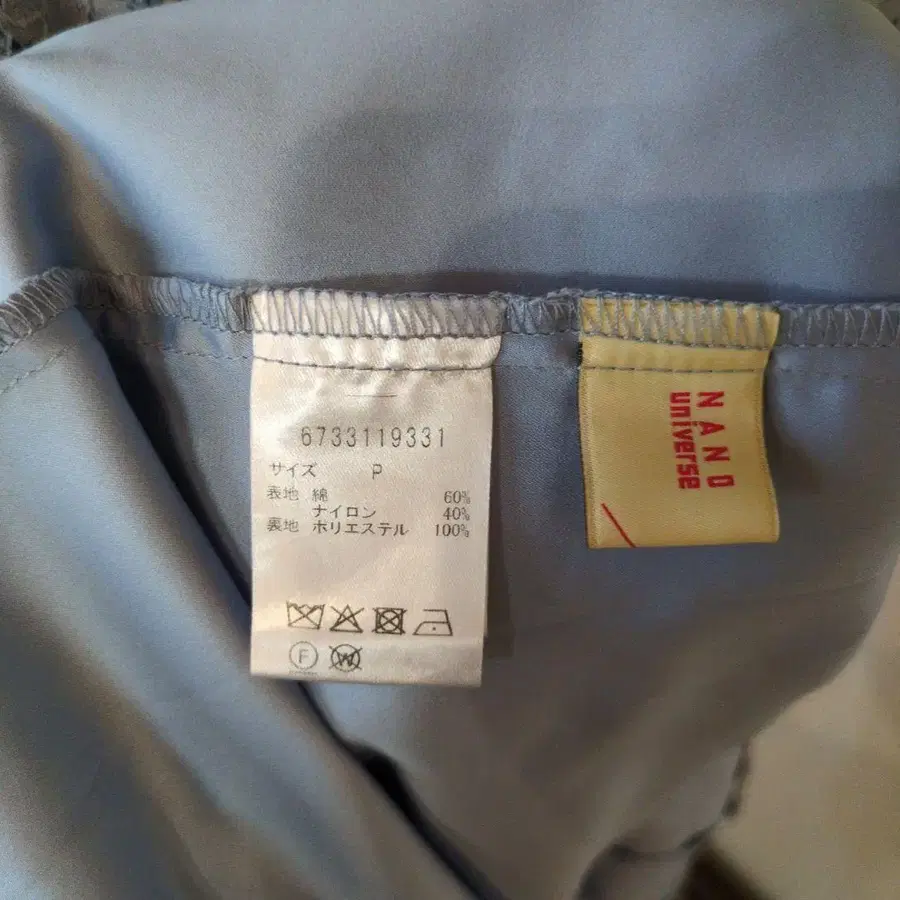 6733119331
サイズ P
表地 綿 60%
ナイロン 40%
裏地 ポリエステル 100%
F
W
NAND
universe